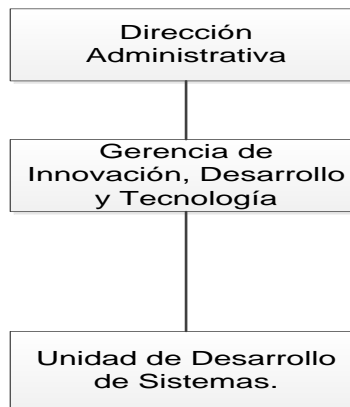 Dirección
Administrativa
Gerencia de
Innovación, Desarrollo
y Tecnología
Unidad de Desarrollo
de Sistemas.